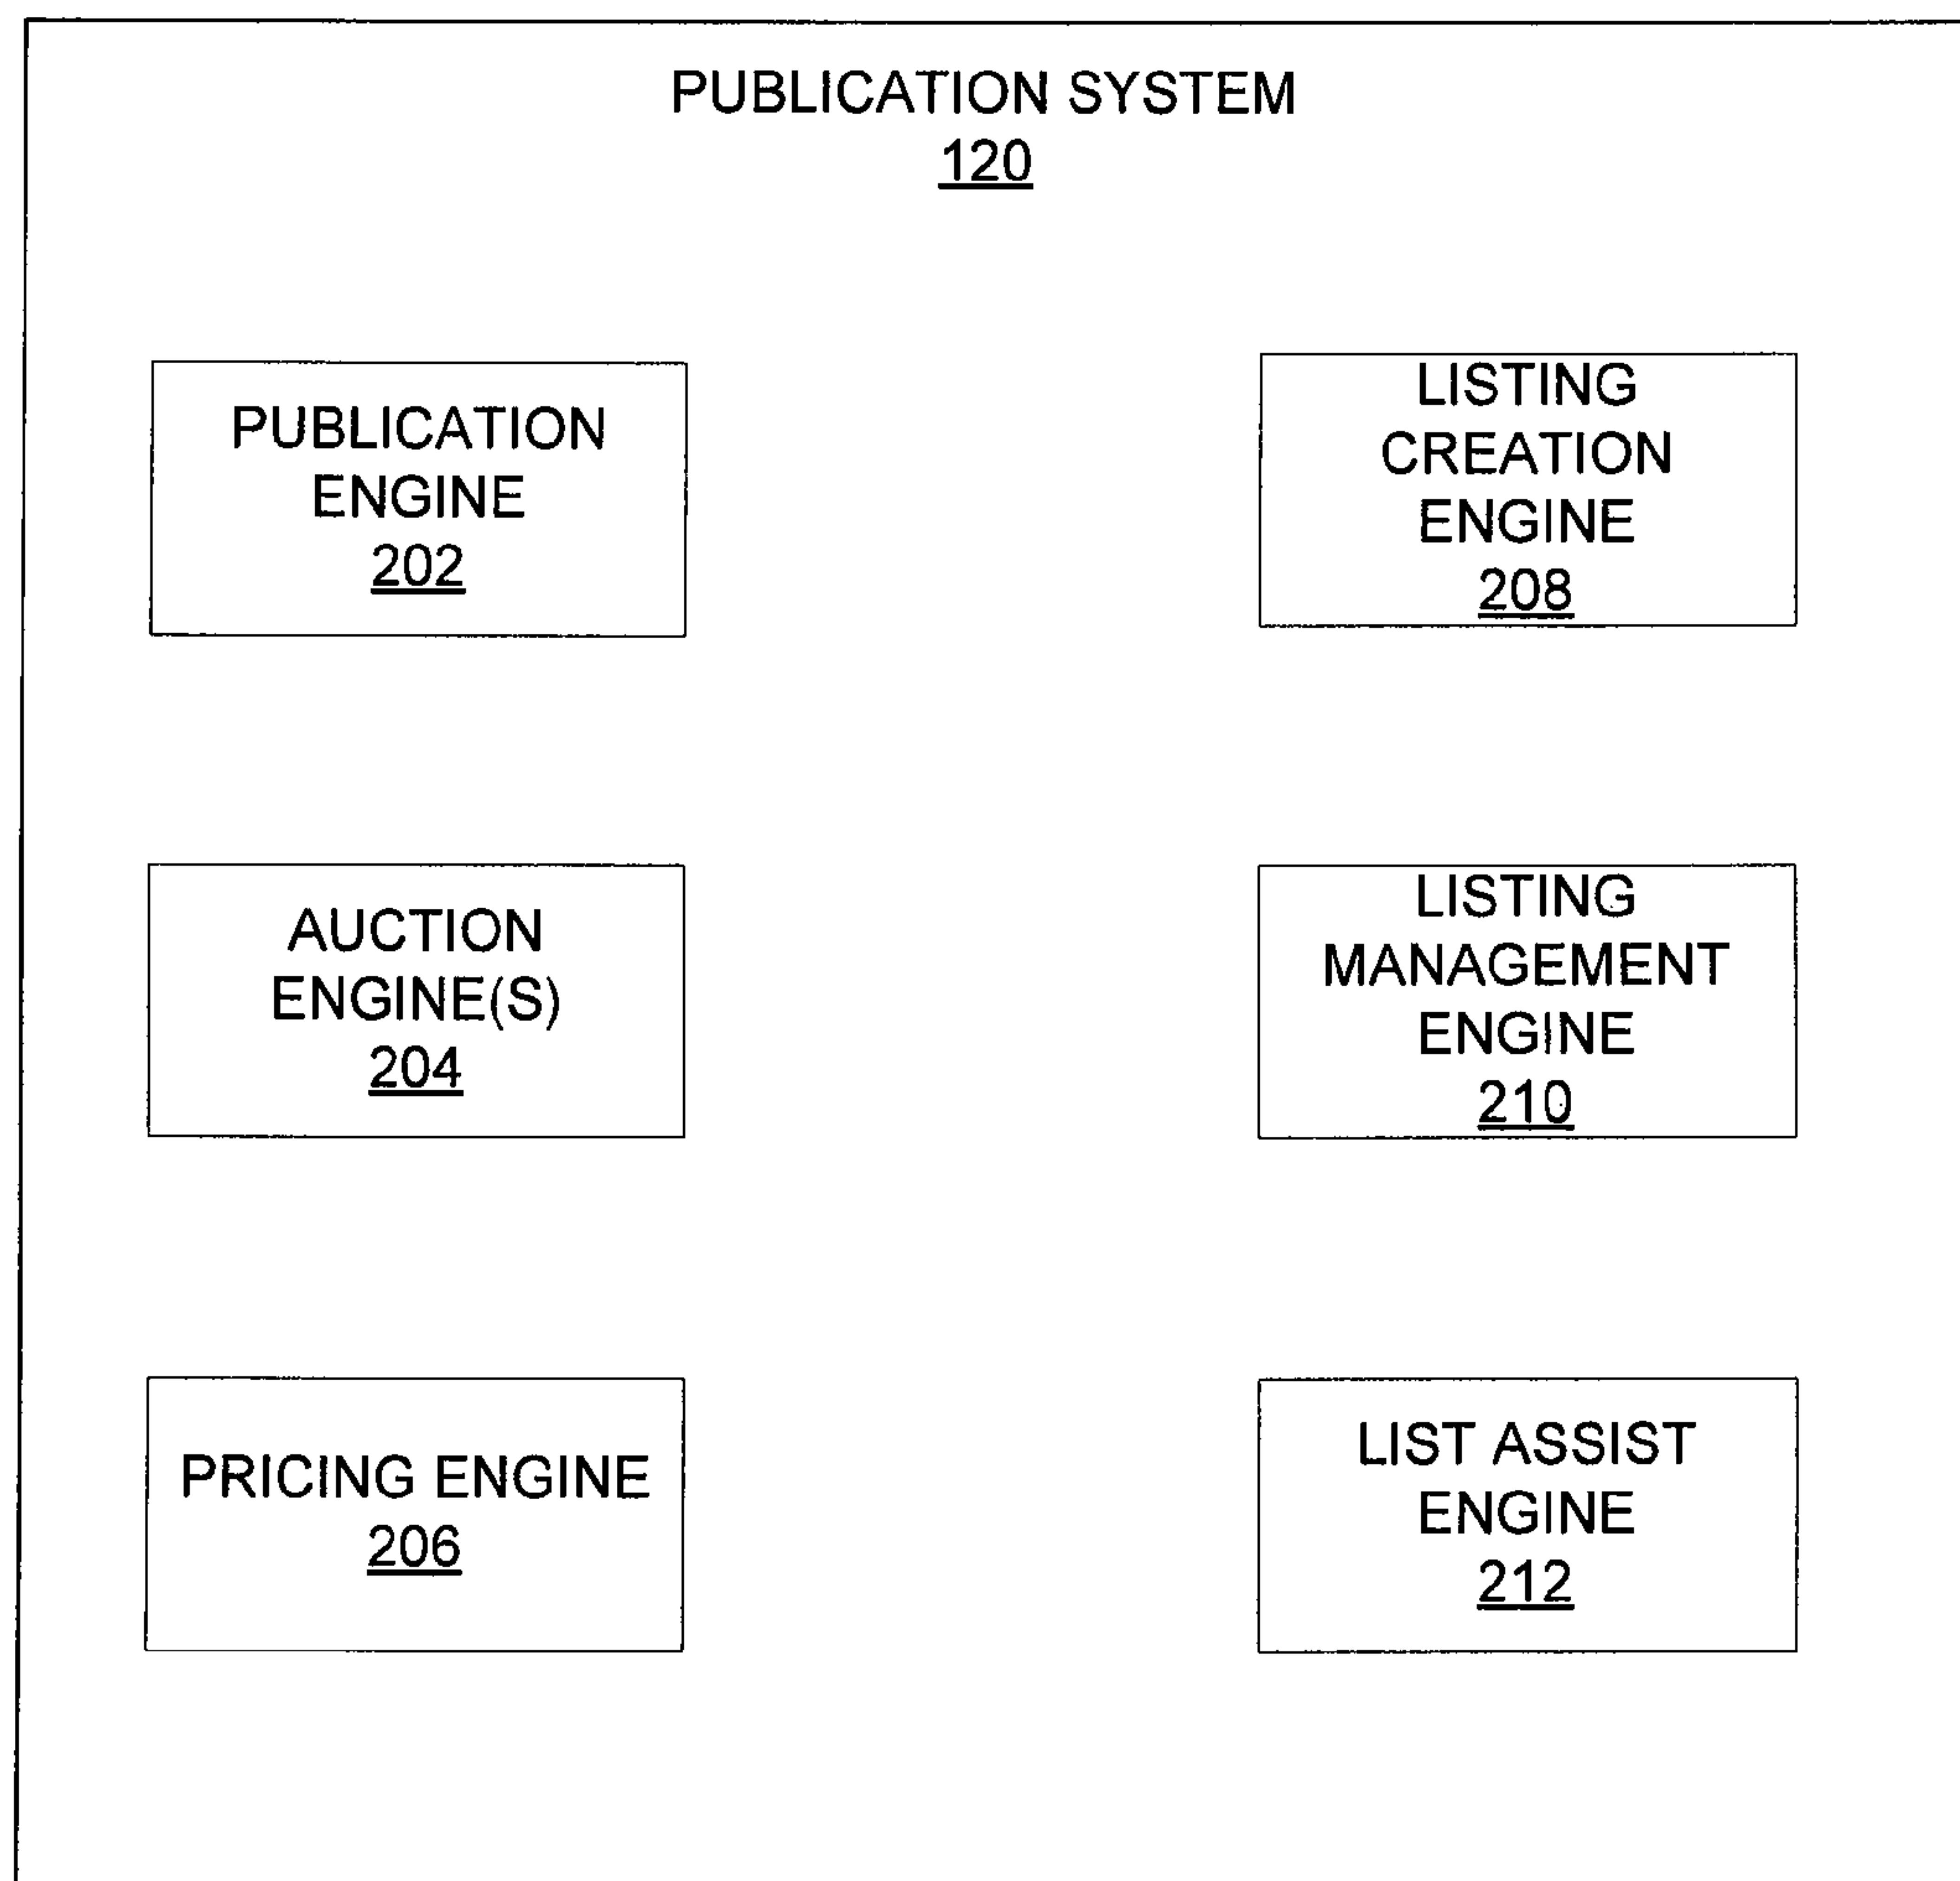 PUBLICATION SYSTEM
120
PUBLICATION
ENGINE
202
LISTING
CREATION
ENGINE
208
AUCTION
ENGINE(S)
204
LISTING
MANAGEMENT
ENGINE
210
PRICING ENGINE
206
LIST ASSIST
ENGINE
212